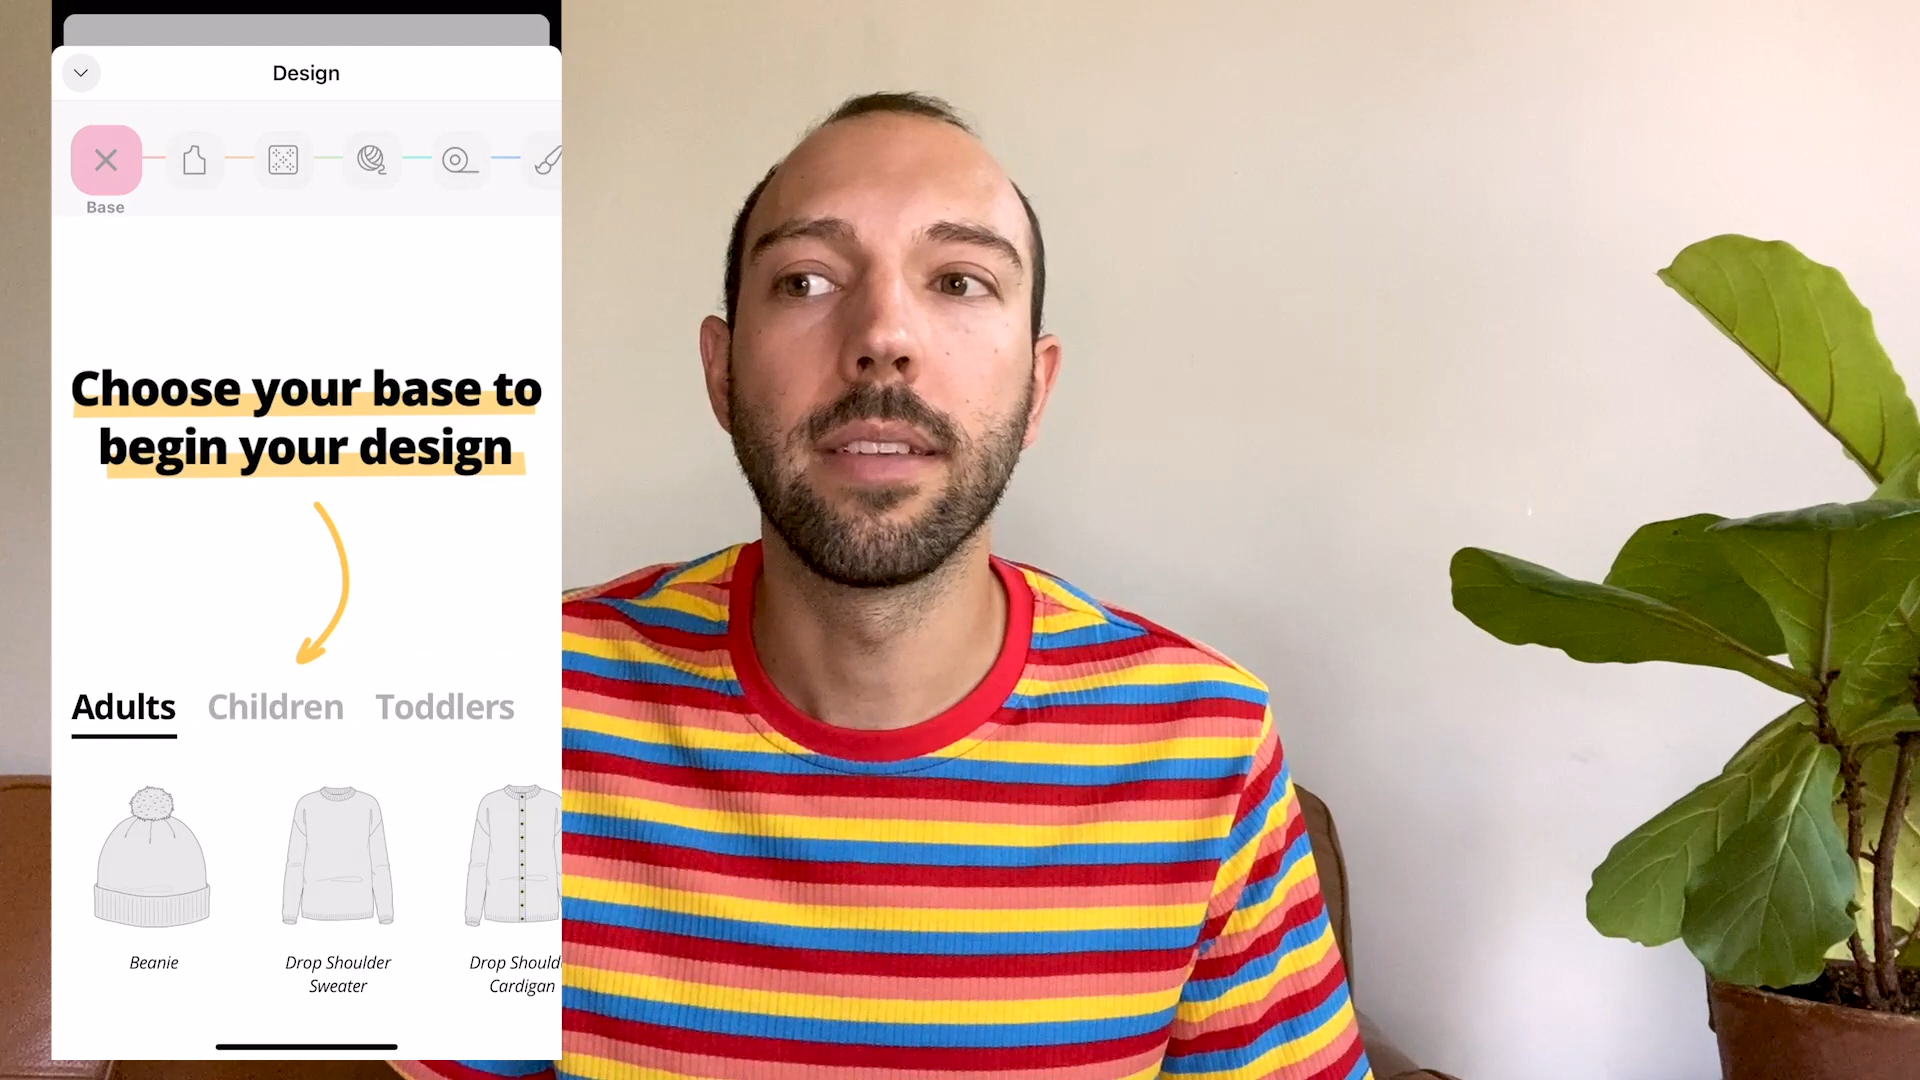 Design
Base
Choose your base to
begin your design
Adults Children Toddlers
Beanie
Drop Shoulder
Sweater
Drop Should
Cardigan